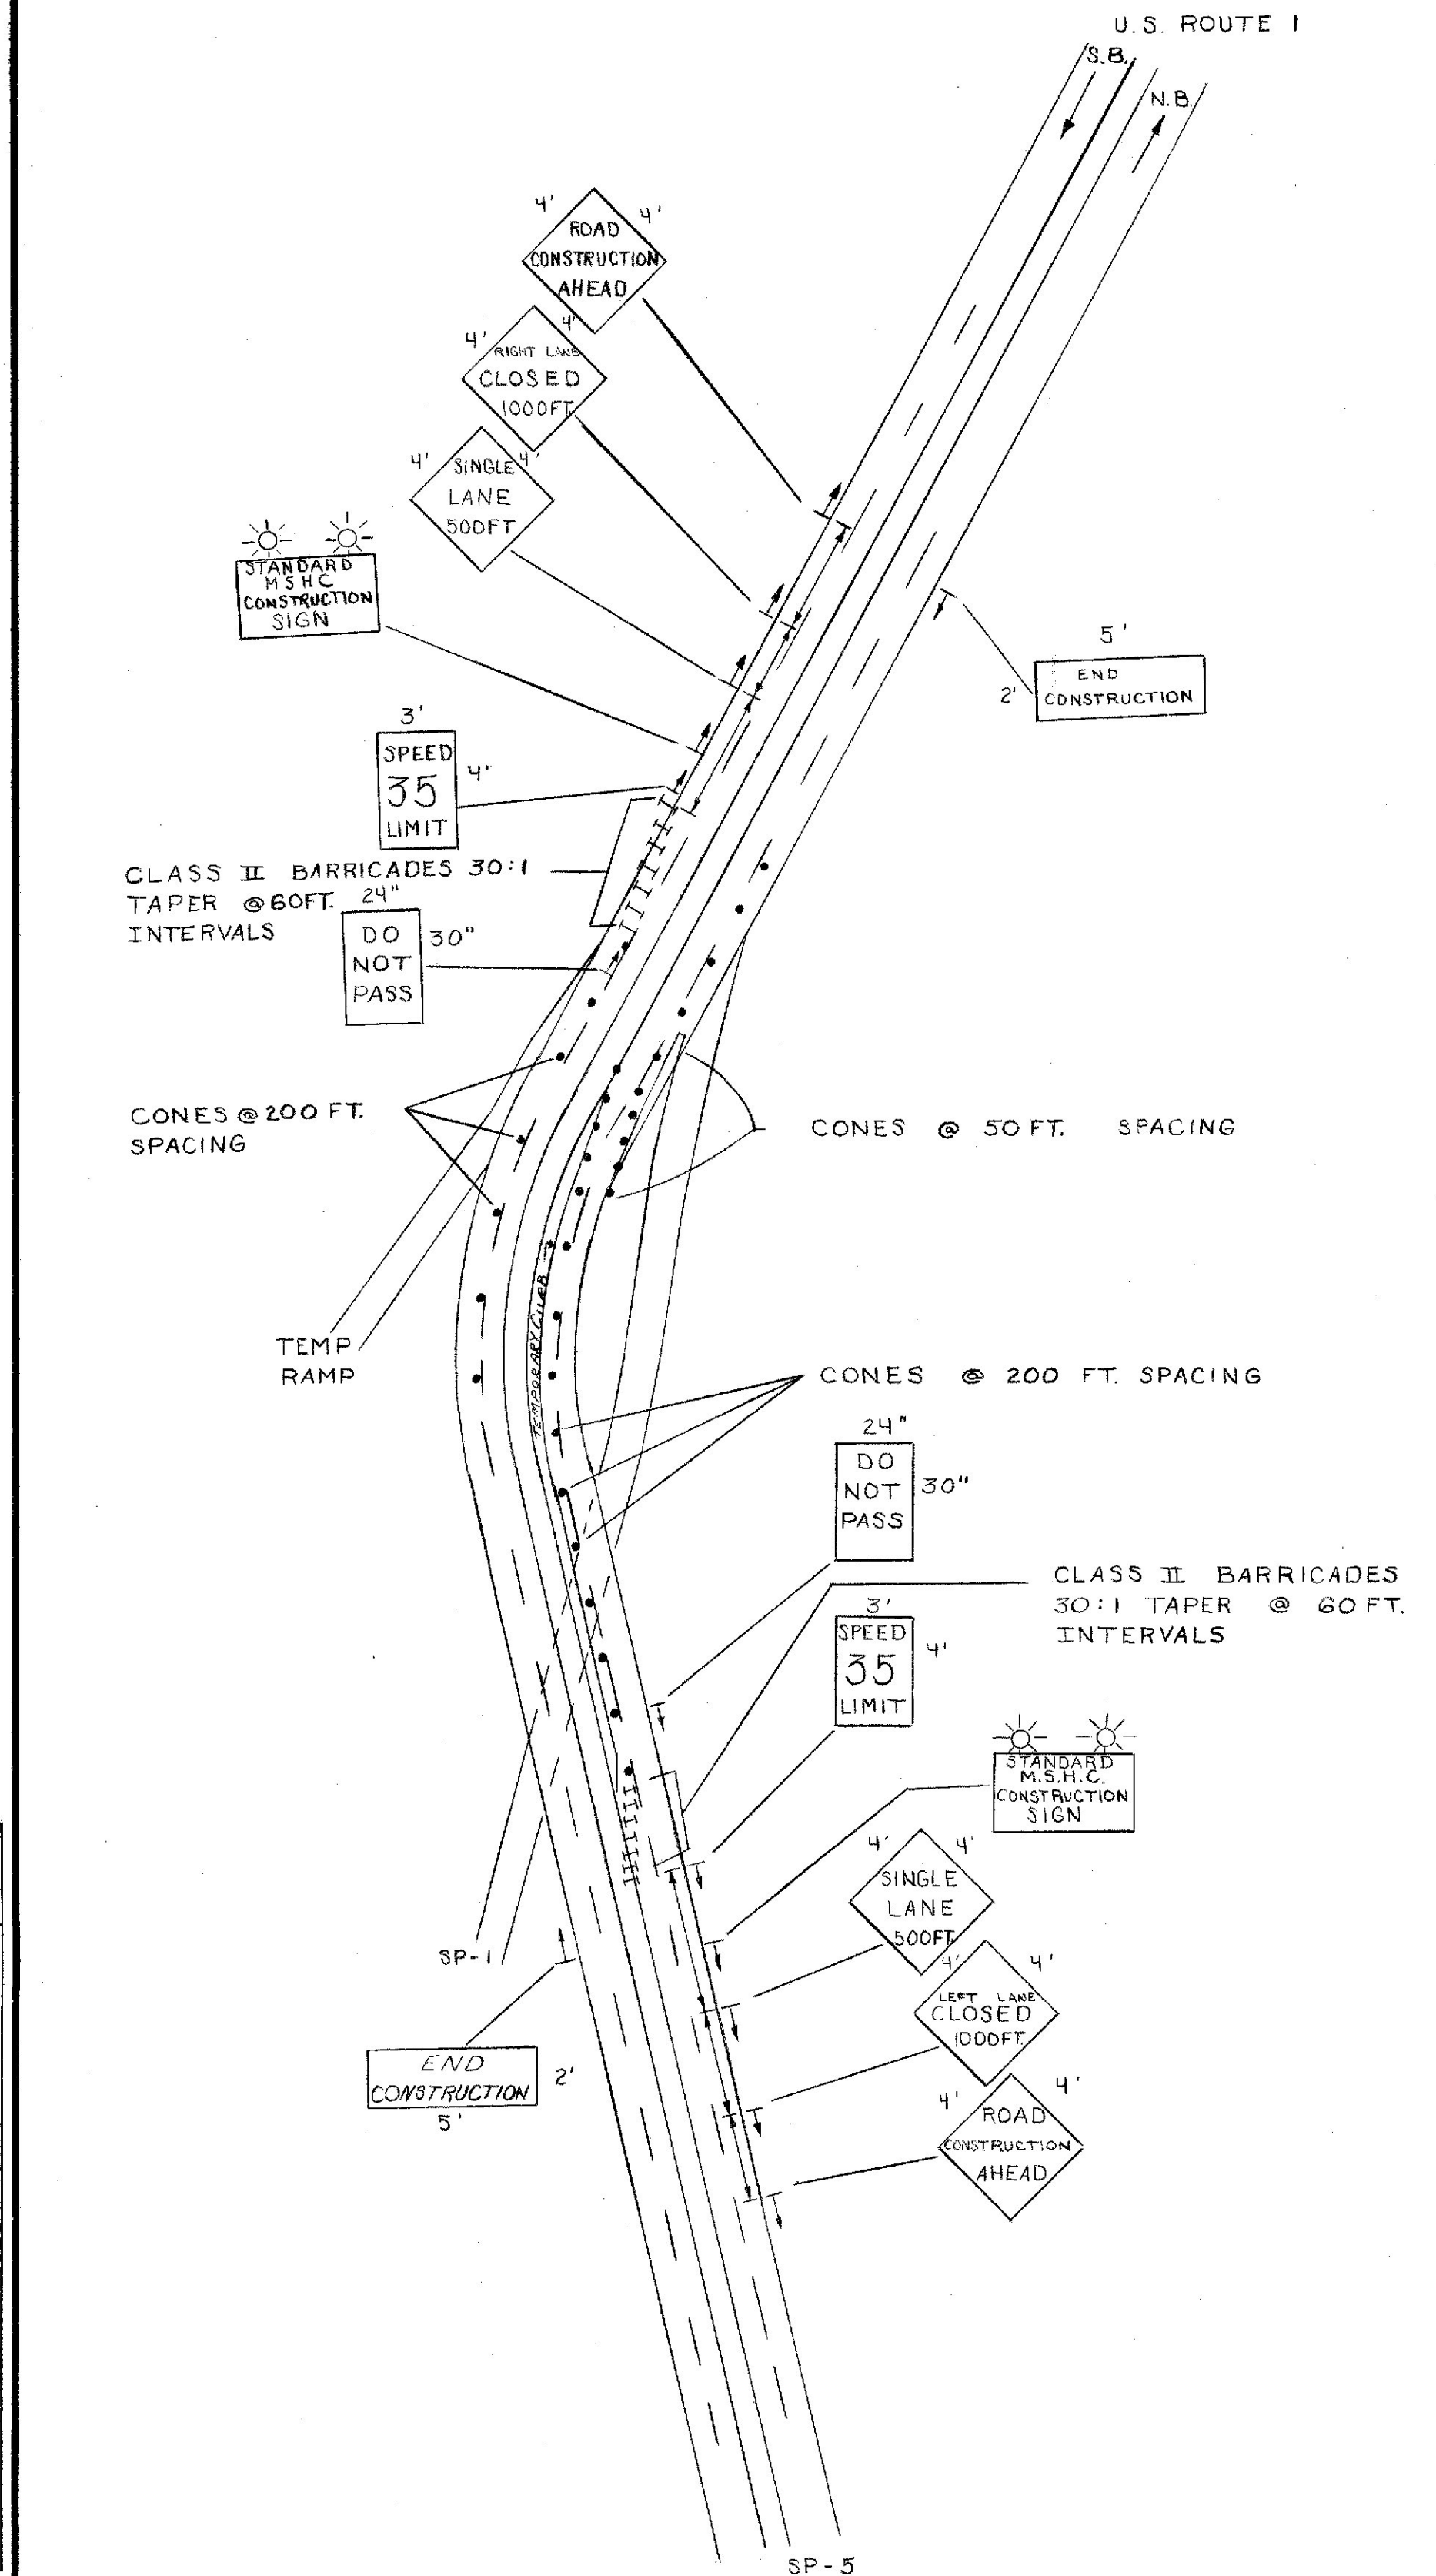 U.S. ROUTE 1
S.B.
N.B.
4' 4'
ROAD
CONSTRUCTION
AHEAD
4' 4'
RIGHT LANE
CLOSED
1000FT.
4' 4'
SINGLE
LANE
500FT
STANDARD
MSHC
CONSTRUCTION
SIGN
5'
2'
END
CONSTRUCTION
3'
SPEED
35
LIMIT
4'
CLASS II BARRICADES 30:1
TAPER @ 60FT.
INTERVALS
24"
DO
NOT
PASS
30"
CONES @ 200 FT.
SPACING
CONES @ 50 FT. SPACING
TEMPORARY CURB
TEMP
RAMP
CONES @ 200 FT. SPACING
24"
DO
NOT
PASS
30"
CLASS II BARRICADES
30:1 TAPER @ 60 FT.
INTERVALS
3'
SPEED
35
LIMIT
4'
STANDARD
M.S.H.C.
CONSTRUCTION
SIGN
4' 4'
SINGLE
LANE
500FT
SP-1
4' 4'
LEFT LANE
CLOSED
1000FT.
END
CONSTRUCTION
2'
5'
4' 4'
ROAD
CONSTRUCTION
AHEAD
SP-5